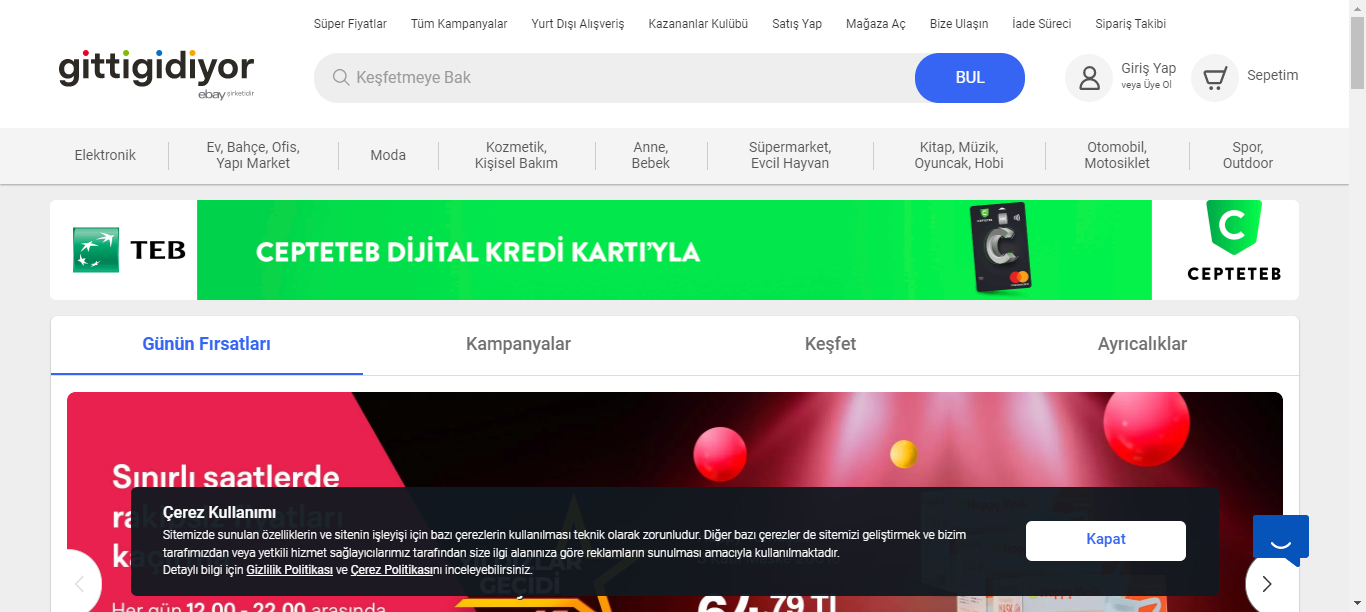 Süper Fiyatlar Tüm Kampanyalar Yurt Dışı Alışveriş Kazananlar Kulübü Satış Yap Mağaza Aç Bize Ulaşın İade Süreci Sipariş Takibi
gittigidiyor
ebay şirketidir
Keşfetmeye Bak
BUL
Giriş Yap
veya Üye Ol
Sepetim
Elektronik
Ev, Bahçe, Ofis,
Yapı Market
Moda
Kozmetik,
Kişisel Bakım
Anne,
Bebek
Süpermarket,
Evcil Hayvan
Kitap, Müzik,
Oyuncak, Hobi
Otomobil,
Motosiklet
Spor,
Outdoor
TEB
CEPTETEB DİJİTAL KREDİ KARTI'YLA
C
C
CEPTETEB
Günün Fırsatları Kampanyalar Keşfet Ayrıcalıklar
Sınırlı saatlerde
Çerez Kullanımı
Sitemizde sunulan özelliklerin ve sitenin işleyişi için bazı çerezlerin kullanılması teknik olarak zorunludur. Diğer bazı çerezler de sitemizi geliştirmek ve bizim
tarafımızdan veya yetkili hizmet sağlayıcılarımız tarafından size ilgi alanınıza göre reklamların sunulması amacıyla kullanılmaktadır.
Detaylı bilgi için Gizlilik Politikası ve Çerez Politikasını inceleyebilirsiniz.
Kapat
GEÇİDİ
Her gün 12.00 - 22.00 arasında
64,79 TL